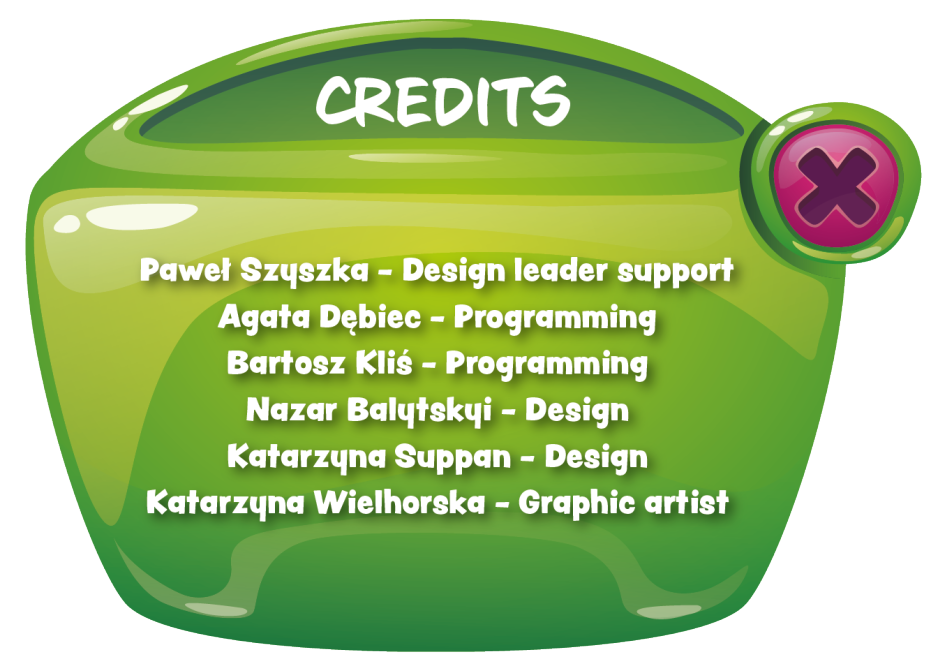 CREDITS
Paweł Szyszka - Design leader support
Agata Dębiec - Programming
Bartosz Kliś - Programming
Nazar Balytskyi - Design
Katarzyna Suppan - Design
Katarzyna Wielhorska - Graphic artist